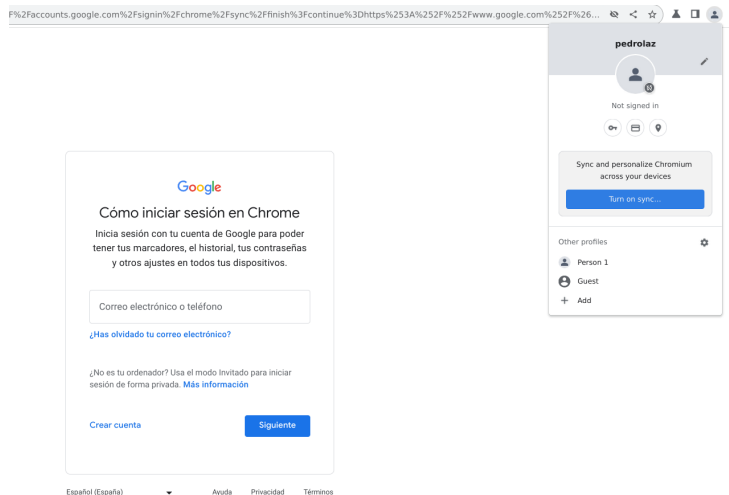 F%2Faccounts.google.com%2Fsignin%2Fchrome%2Fsync%2Ffinish%3Fcontinue%3Dhttps%253A%252F%252Fwww.google.com%252F%26...
pedrolaz
Not signed in
Sync and personalize Chromium
across your devices
Turn on sync...
Other profiles
Person 1
Guest
Add
Google
Cómo iniciar sesión en Chrome
Inicia sesión con tu cuenta de Google para poder
tener tus marcadores, el historial, tus contraseñas
y otros ajustes en todos tus dispositivos.
Correo electrónico o teléfono
¿Has olvidado tu correo electrónico?
¿No es tu ordenador? Usa el modo Invitado para iniciar
sesión de forma privada. Más información
Crear cuenta
Siguiente
Español (España)
Ayuda
Privacidad
Términos